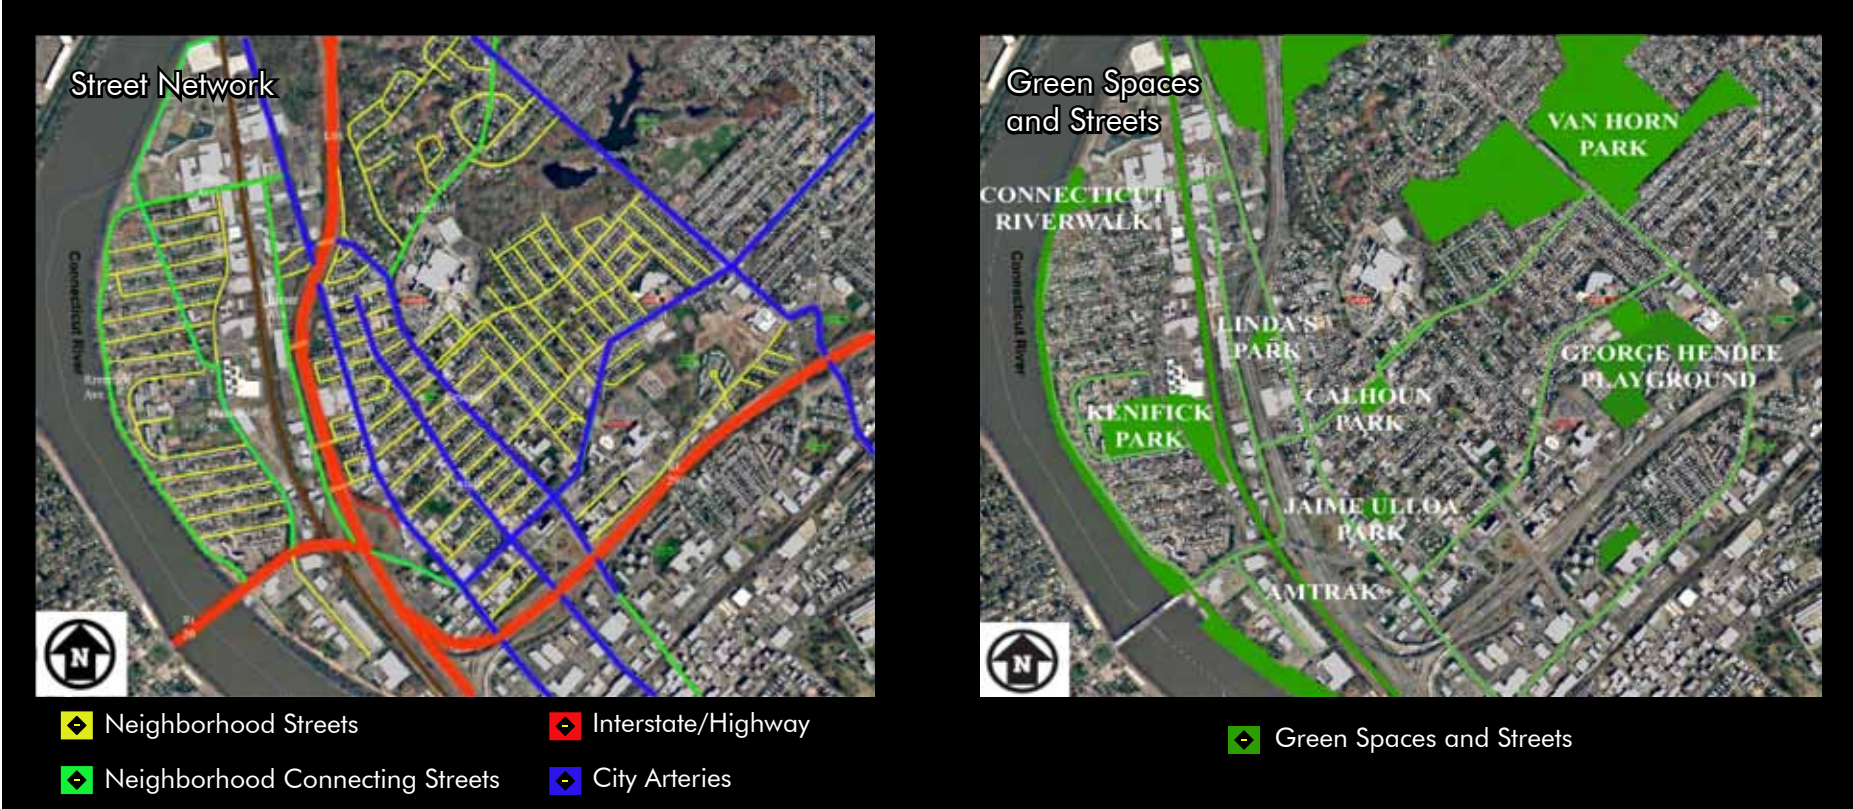 Street Network
Connecticut River
N
Neighborhood Streets
Interstate/Highway
Neighborhood Connecting Streets
City Arteries
Green Spaces
and Streets
VAN HORN
PARK
CONNECTICUT
RIVERWALK
Connecticut River
LINDA'S
PARK
GEORGE HENDEE
PLAYGROUND
CALHOUN
PARK
KENIFICK
PARK
JAIME ULLOA
PARK
AMTRAK
N
Green Spaces and Streets